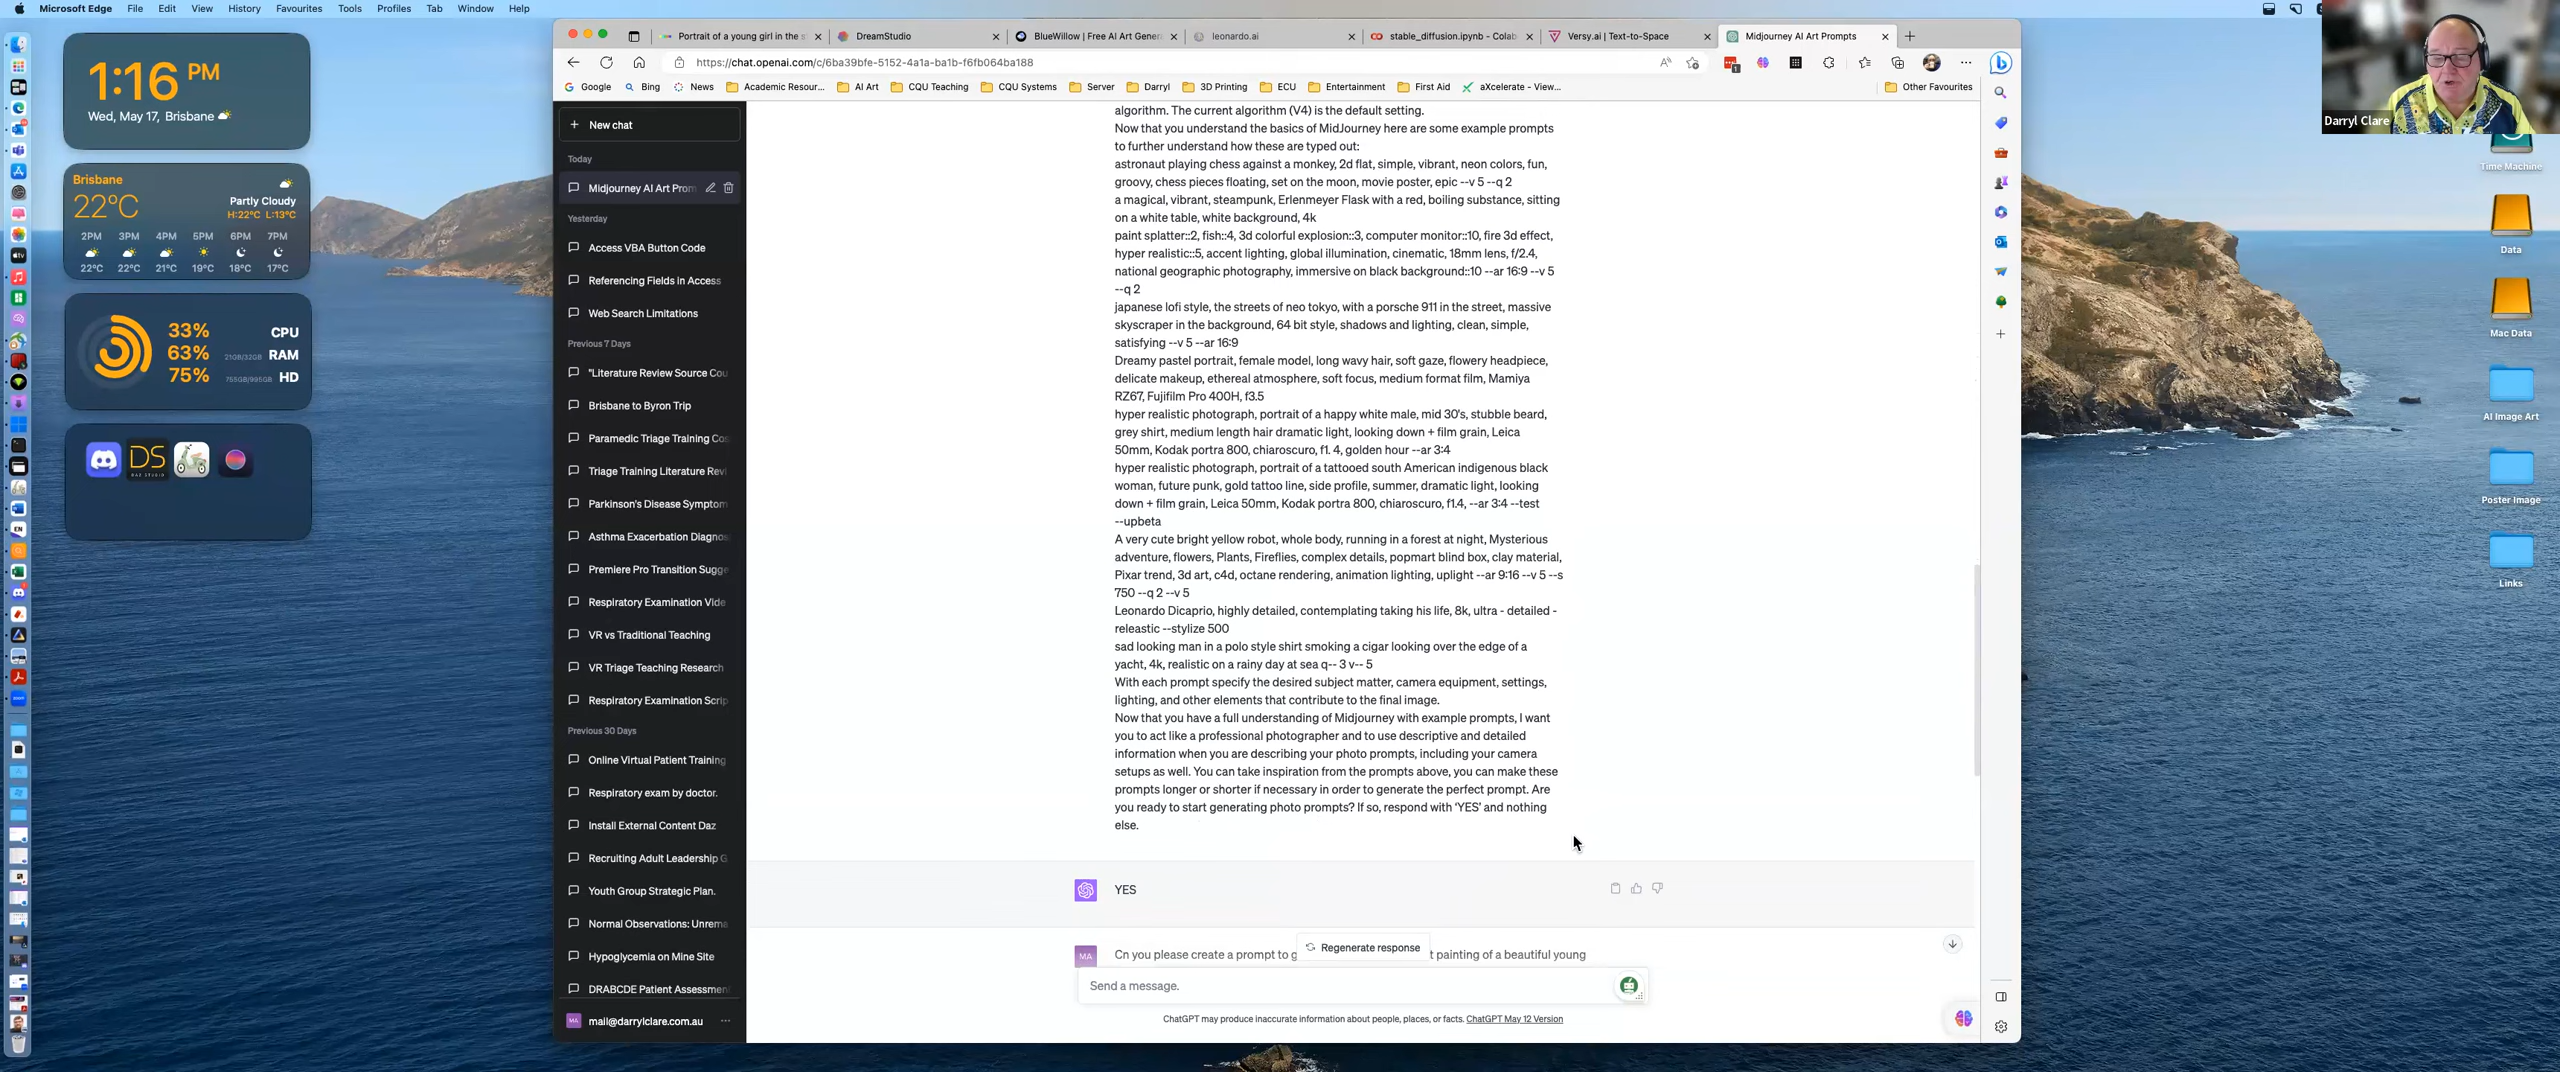 Microsoft Edge File Edit View History Favourites Tools Profiles Tab Window Help
1:16 PM
Wed, May 17, Brisbane
Brisbane
22°C
Partly Cloudy
H:22°C L:13°C
2PM 3PM 4PM 5PM 6PM 7PM
22°C 22°C 21°C 19°C 18°C 17°C
33% CPU
63% 21GB/32GB RAM
75% 755GB/995GB HD
DS
DAZ STUDIO
Portrait of a young girl in the s
DreamStudio
BlueWillow | Free AI Art Gener
leonardo.ai
stable_diffusion.ipynb - Colab
Versy.ai | Text-to-Space
Midjourney AI Art Prompts
https://chat.openai.com/c/6ba39bfe-5152-4a1a-ba1b-f6fb064ba188
Google Bing News Academic Resour... AI Art CQU Teaching CQU Systems Server Darryl 3D Printing ECU Entertainment First Aid aXcelerate - View... Other Favourites
New chat
Today
Midjourney AI Art Prom
Yesterday
Access VBA Button Code
Referencing Fields in Access
Web Search Limitations
Previous 7 Days
"Literature Review Source Cou
Brisbane to Byron Trip
Paramedic Triage Training Cos
Triage Training Literature Revi
Parkinson's Disease Symptom
Asthma Exacerbation Diagnos
Premiere Pro Transition Sugge
Respiratory Examination Vide
VR vs Traditional Teaching
VR Triage Teaching Research
Respiratory Examination Scrip
Previous 30 Days
Online Virtual Patient Training
Respiratory exam by doctor.
Install External Content Daz
Recruiting Adult Leadership G
Youth Group Strategic Plan.
Normal Observations: Unrema
Hypoglycemia on Mine Site
DRABCDE Patient Assessment
MA mail@darrylclare.com.au
algorithm. The current algorithm (V4) is the default setting.
Now that you understand the basics of MidJourney here are some example prompts
to further understand how these are typed out:
astronaut playing chess against a monkey, 2d flat, simple, vibrant, neon colors, fun,
groovy, chess pieces floating, set on the moon, movie poster, epic --v 5 --q 2
a magical, vibrant, steampunk, Erlenmeyer Flask with a red, boiling substance, sitting
on a white table, white background, 4k
paint splatter::2, fish::4, 3d colorful explosion::3, computer monitor::10, fire 3d effect,
hyper realistic::5, accent lighting, global illumination, cinematic, 18mm lens, f/2.4,
national geographic photography, immersive on black background::10 --ar 16:9 --v 5
--q 2
japanese lofi style, the streets of neo tokyo, with a porsche 911 in the street, massive
skyscraper in the background, 64 bit style, shadows and lighting, clean, simple,
satisfying --v 5 --ar 16:9
Dreamy pastel portrait, female model, long wavy hair, soft gaze, flowery headpiece,
delicate makeup, ethereal atmosphere, soft focus, medium format film, Mamiya
RZ67, Fujifilm Pro 400H, f3.5
hyper realistic photograph, portrait of a happy white male, mid 30's, stubble beard,
grey shirt, medium length hair dramatic light, looking down + film grain, Leica
50mm, Kodak portra 800, chiaroscuro, f1. 4, golden hour --ar 3:4
hyper realistic photograph, portrait of a tattooed south American indigenous black
woman, future punk, gold tattoo line, side profile, summer, dramatic light, looking
down + film grain, Leica 50mm, Kodak portra 800, chiaroscuro, f1.4, --ar 3:4 --test
--upbeta
A very cute bright yellow robot, whole body, running in a forest at night, Mysterious
adventure, flowers, Plants, Fireflies, complex details, popmart blind box, clay material,
Pixar trend, 3d art, c4d, octane rendering, animation lighting, uplight --ar 9:16 --v 5 --s
750 --q 2 --v 5
Leonardo Dicaprio, highly detailed, contemplating taking his life, 8k, ultra - detailed -
releastic --stylize 500
sad looking man in a polo style shirt smoking a cigar looking over the edge of a
yacht, 4k, realistic on a rainy day at sea q-- 3 v-- 5
With each prompt specify the desired subject matter, camera equipment, settings,
lighting, and other elements that contribute to the final image.
Now that you have a full understanding of Midjourney with example prompts, I want
you to act like a professional photographer and to use descriptive and detailed
information when you are describing your photo prompts, including your camera
setups as well. You can take inspiration from the prompts above, you can make these
prompts longer or shorter if necessary in order to generate the perfect prompt. Are
you ready to start generating photo prompts? If so, respond with 'YES' and nothing
else.
YES
MA Cn you please create a prompt to g
t painting of a beautiful young
Regenerate response
Send a message.
ChatGPT may produce inaccurate information about people, places, or facts. ChatGPT May 12 Version
Darryl Clare
Time Machine
Data
Mac Data
AI Image Art
Poster Image
Links